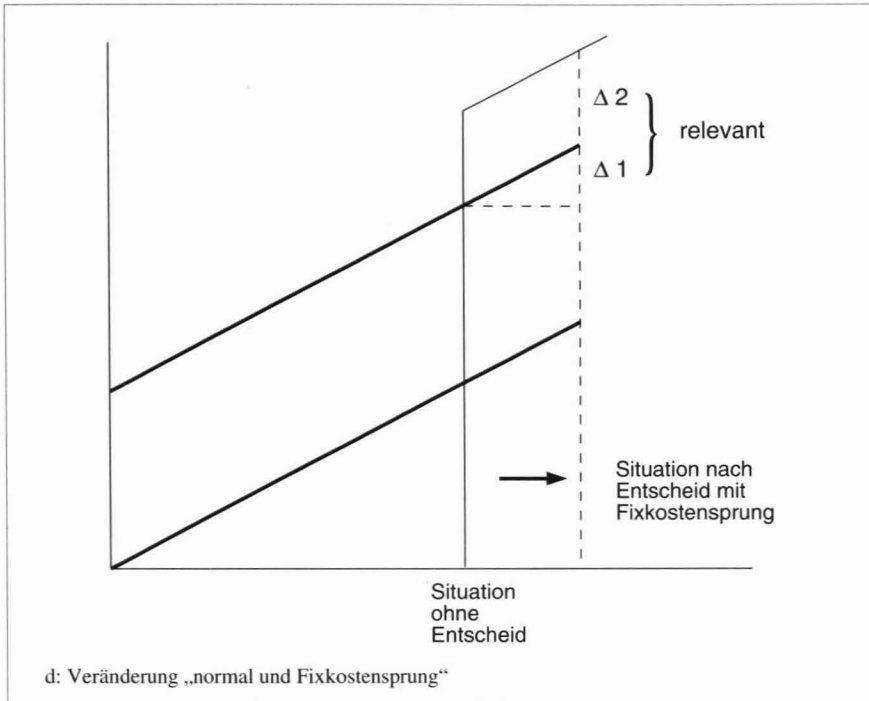 Δ 2
relevant
Δ 1
Situation nach
Entscheid mit
Fixkostensprung
Situation
ohne
Entscheid
d: Veränderung „normal und Fixkostensprung“